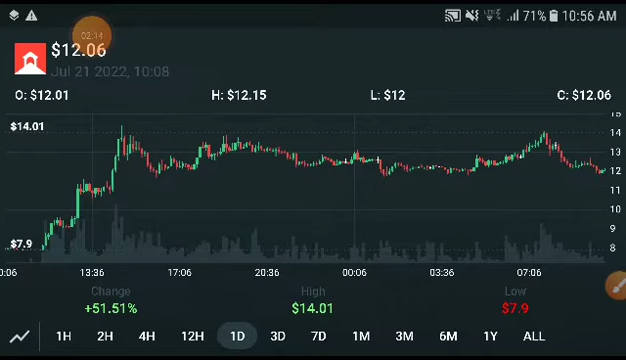 71% 10:56 AM
02:14
$12.06
Jul 21 2022, 10:08
O: $12.01 H: $12.15 L: $12 C: $12.06
15
$14.01 14
13
12
11
10
9
$7.9 8
0:06 13:36 17:06 20:36 00:06 03:36 07:06
Change High Low
+51.51% $14.01 $7.9
1H 2H 4H 12H 1D 3D 7D 1M 3M 6M 1Y ALL